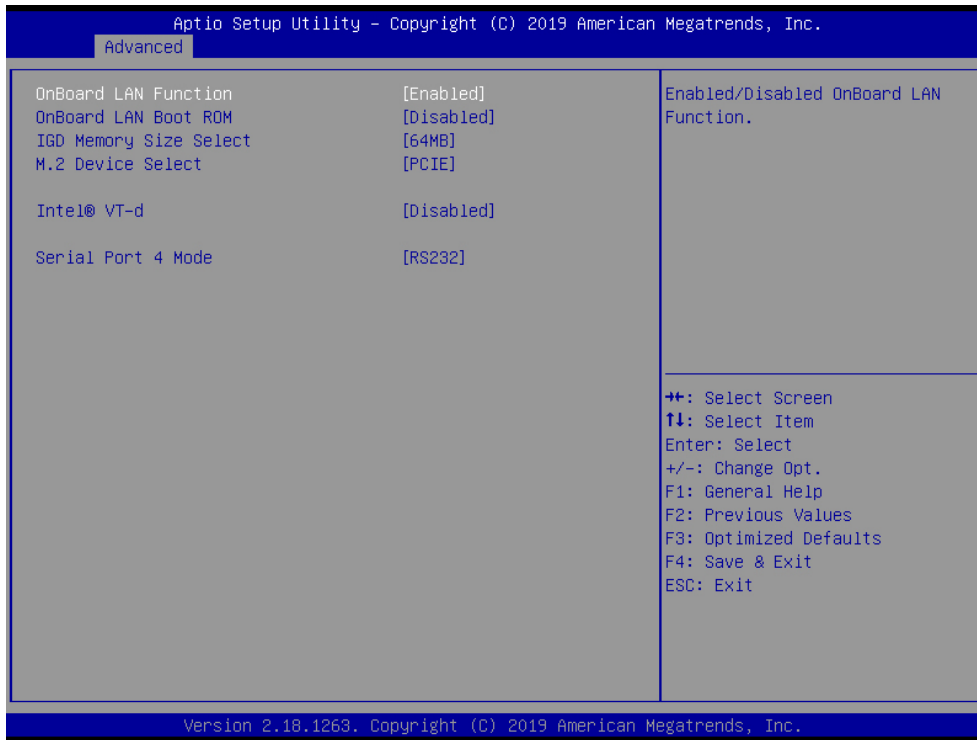 Aptio Setup Utility – Copyright (C) 2019 American Megatrends, Inc.
Advanced
OnBoard LAN Function [Enabled]
OnBoard LAN Boot ROM [Disabled]
IGD Memory Size Select [64MB]
M.2 Device Select [PCIE]
Intel® VT-d [Disabled]
Serial Port 4 Mode [RS232]
Enabled/Disabled OnBoard LAN
Function.
→←: Select Screen
↑↓: Select Item
Enter: Select
+/-: Change Opt.
F1: General Help
F2: Previous Values
F3: Optimized Defaults
F4: Save & Exit
ESC: Exit
Version 2.18.1263. Copyright (C) 2019 American Megatrends, Inc.